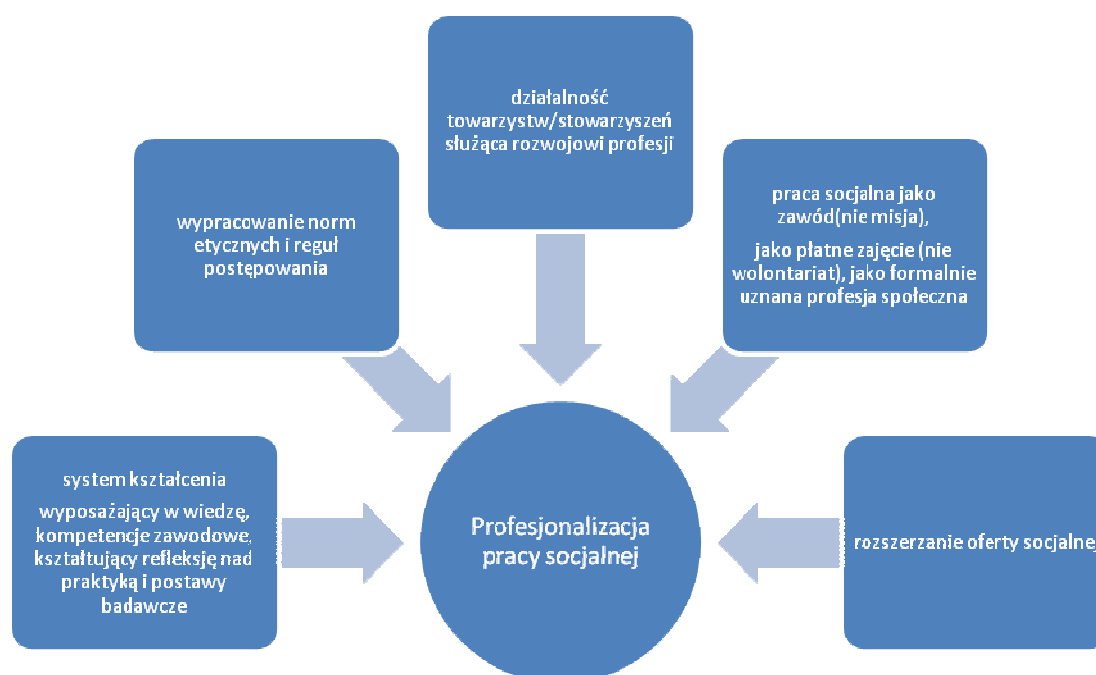 działalność
towarzystw/stowarzyszeń
służąca rozwojowi profesji
wypracowanie norm
etycznych i reguł
postępowania
praca socjalna jako
zawód(nie misja),
jako płatne zajęcie (nie
wolontariat), jako formalnie
uznana profesja społeczna
system kształcenia
wyposażający w wiedzę,
kompetencje zawodowe,
kształtujący refleksję nad
praktyką i postawy
badawcze
Profesjonalizacja
pracy socjalnej
rozszerzanie oferty socjalnej